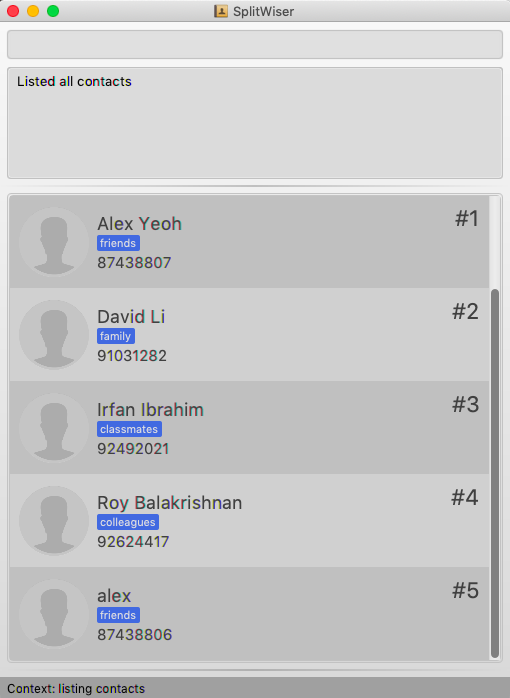 SplitWiser
Listed all contacts
Alex Yeoh
#1
friends
87438807
David Li
#2
family
91031282
Irfan Ibrahim
#3
classmates
92492021
Roy Balakrishnan
#4
colleagues
92624417
alex
#5
friends
87438806
Context: listing contacts